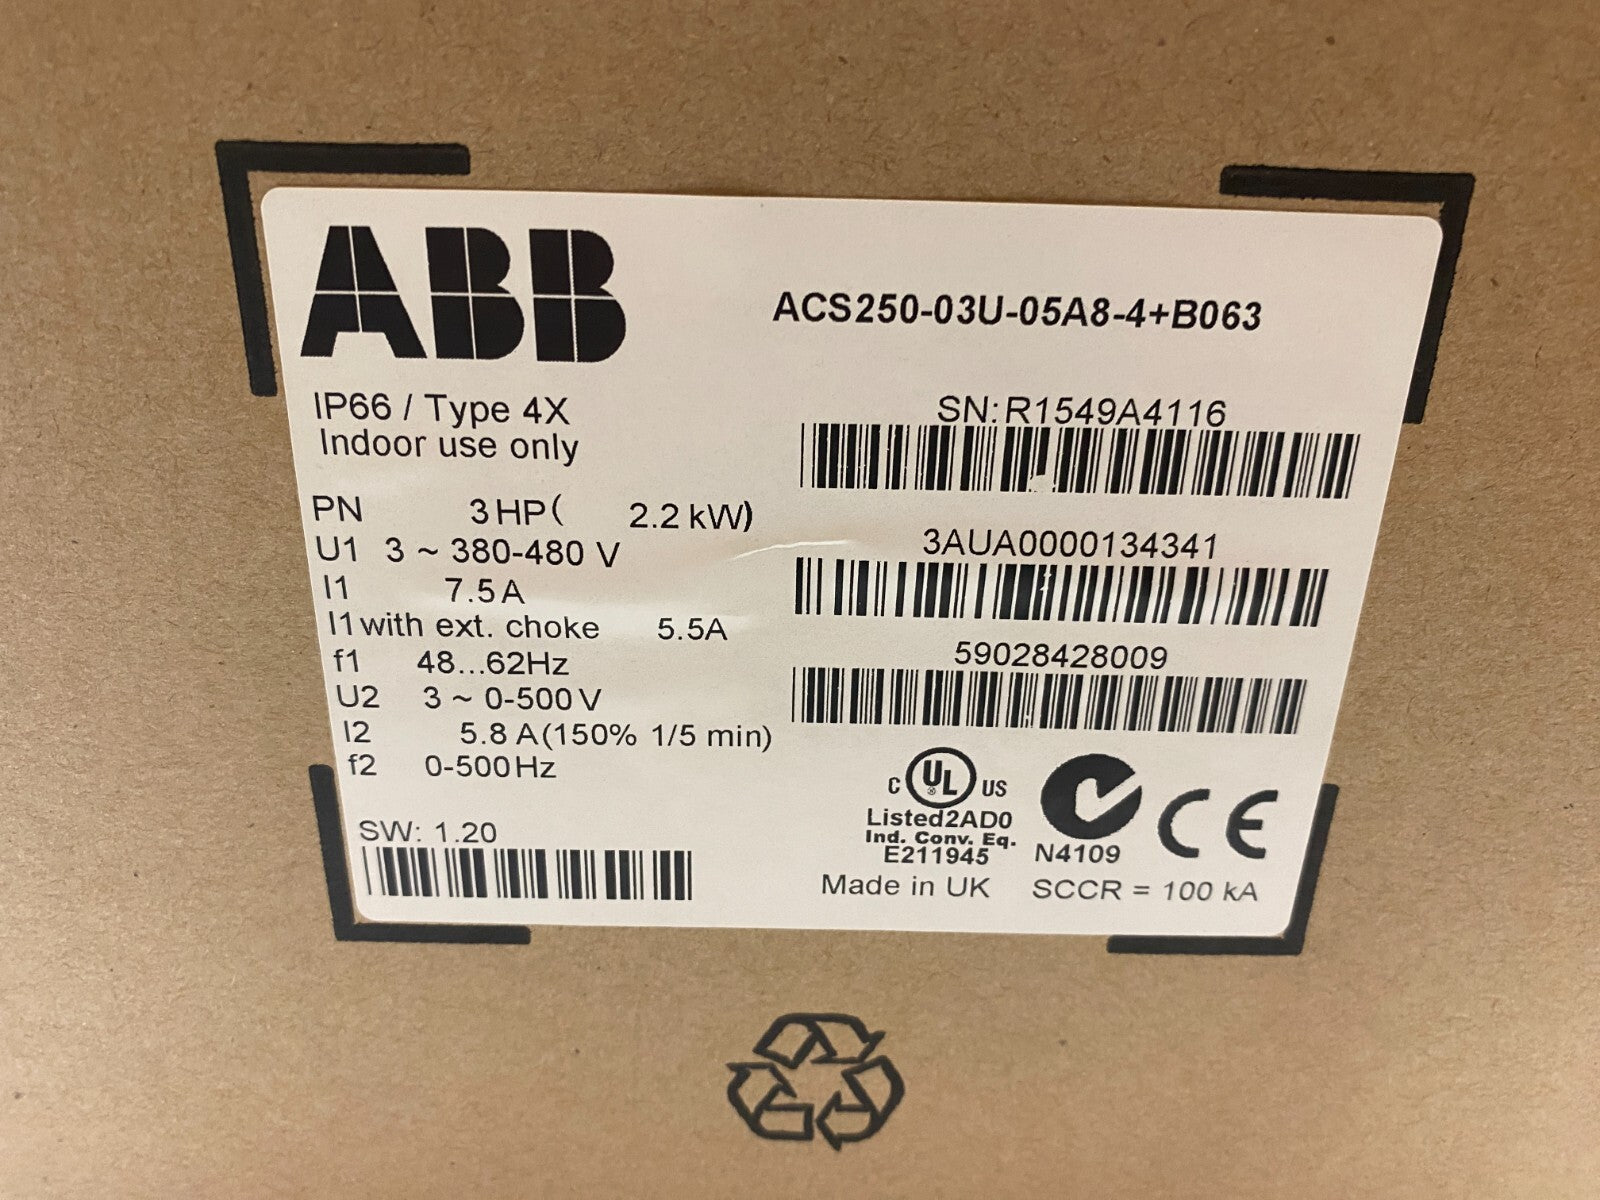 ABB
ACS250-03U-05A8-4+B063
IP66 / Type 4X
Indoor use only
SN: R1549A4116
PN 3 HP ( 2.2 kW)
U1 3 ~ 380-480 V
I1 7.5 A
I1 with ext. choke 5.5A
f1 48...62Hz
U2 3 ~ 0-500 V
I2 5.8 A (150% 1/5 min)
f2 0-500 Hz
3AUA0000134341
59028428009
SW: 1.20
C UL US
Listed 2AD0
Ind. Conv. Eq.
E211945
N4109
CE
Made in UK
SCCR = 100 kA